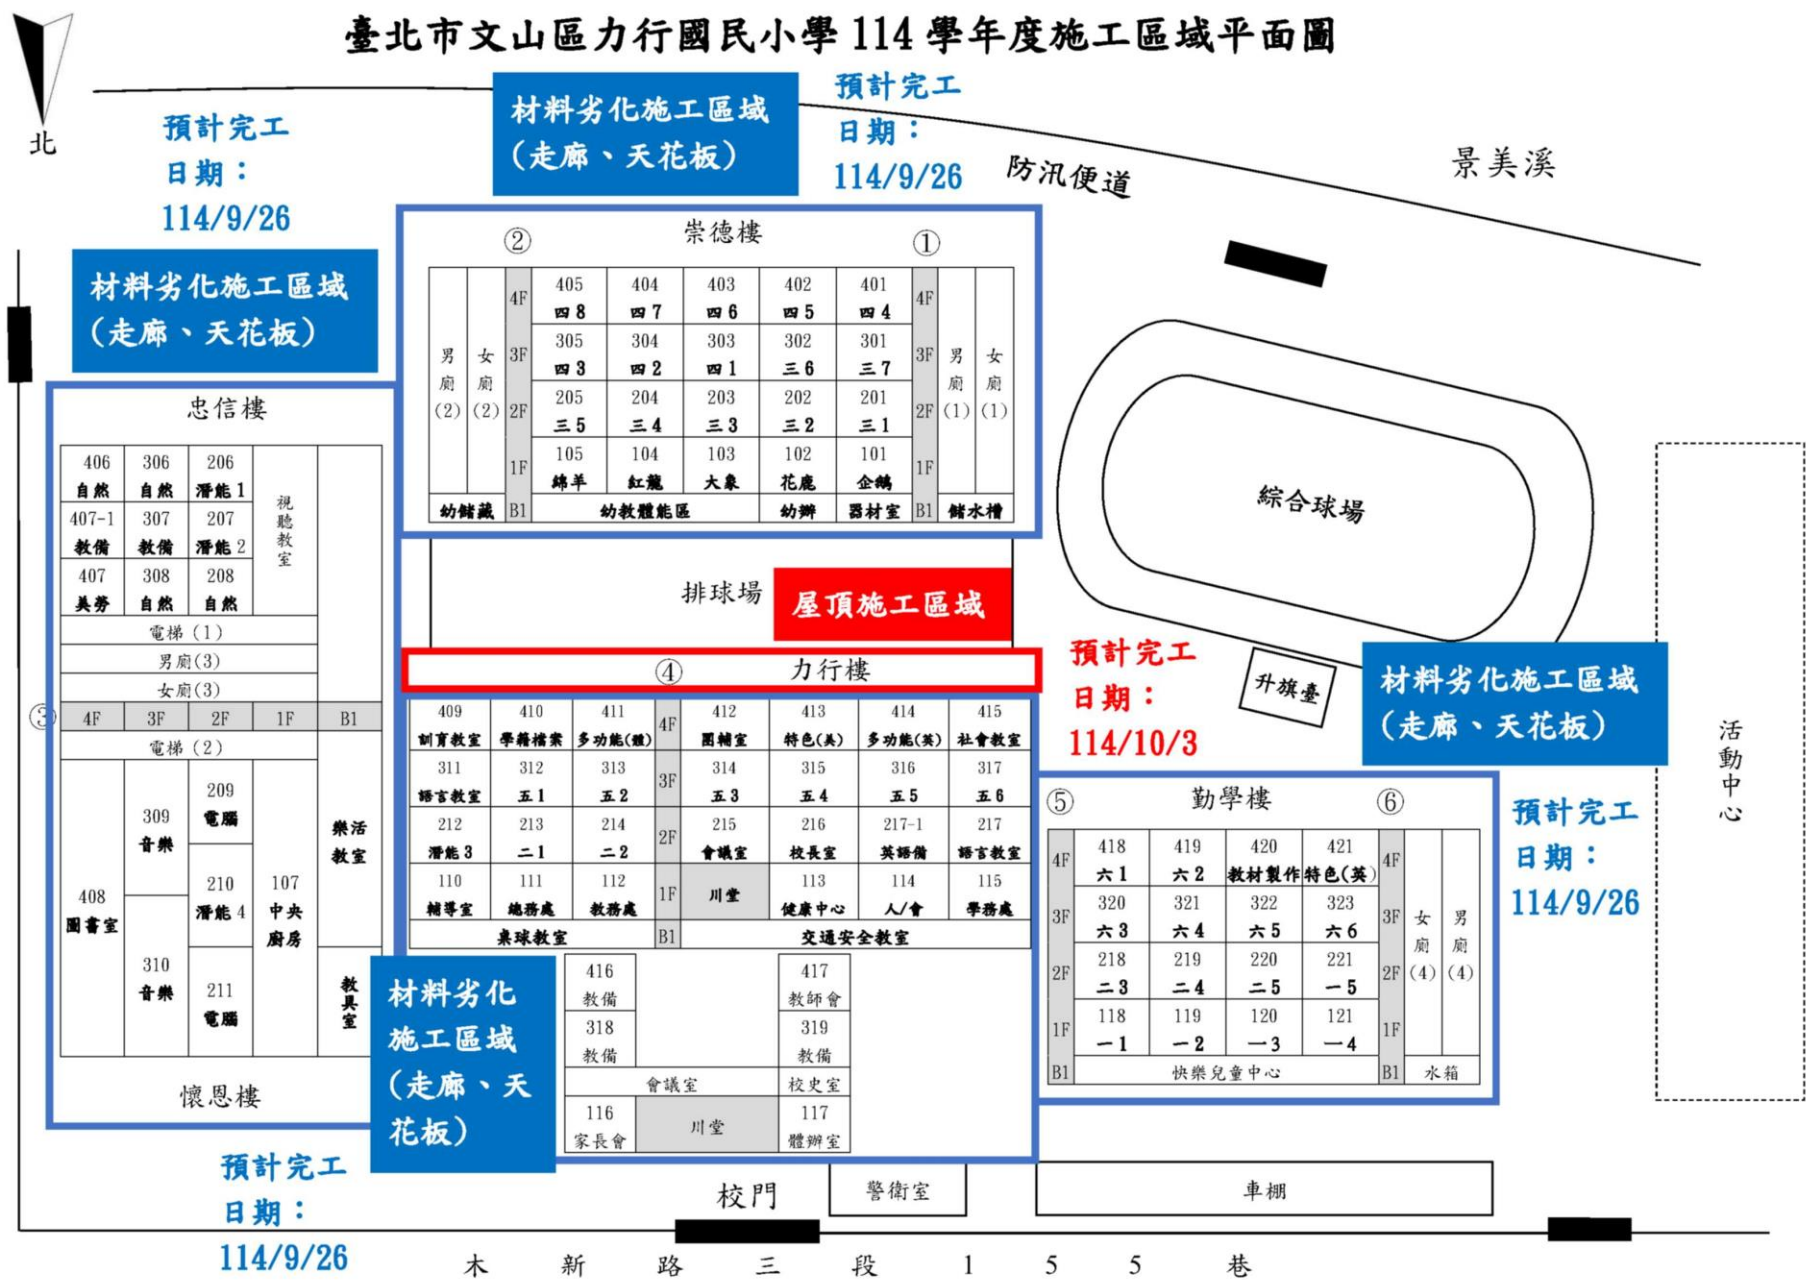 臺北市文山區力行國民小學 114 學年度施工區域平面圖
北
預計完工
日期：
114/9/26
材料劣化施工區域
（走廊、天花板）
預計完工
日期：
114/9/26
防汛便道
景美溪
材料劣化施工區域
（走廊、天花板）
② 崇德樓 ①
男廁(2) 女廁(2)
4F 405 404 403 402 401 4F
四 8 四 7 四 6 四 5 四 4
3F 305 304 303 302 301 3F
四 3 四 2 四 1 三 6 三 7
2F 205 204 203 202 201 2F
三 5 三 4 三 3 三 2 三 1
1F 105 104 103 102 101 1F
綿羊 紅龍 大象 花鹿 企鵝
男廁(1) 女廁(1)
幼儲藏 B1 幼教體能區 幼辦 器材室 B1 儲水槽
綜合球場
升旗臺
活動中心
忠信樓
406 306 206
自然 自然 潛能 1
407-1 307 207
教備 教備 潛能 2
407 308 208
美勞 自然 自然
視聽教室
電梯（1）
男廁(3)
女廁(3)
③ 4F 3F 2F 1F B1
電梯（2）
408
圖書室
309
音樂
310
音樂
209
電腦
210
潛能 4
211
電腦
107
中央
廚房
樂活
教室
教具室
懷恩樓
預計完工
日期：
114/9/26
排球場
屋頂施工區域
④ 力行樓
預計完工
日期：
114/10/3
409 410 411 4F 412 413 414 415
訓育教室 學籍檔案 多功能(體) 團輔室 特色(美) 多功能(英) 社會教室
311 312 313 3F 314 315 316 317
語言教室 五 1 五 2 五 3 五 4 五 5 五 6
212 213 214 2F 215 216 217-1 217
潛能 3 二 1 二 2 會議室 校長室 英語備 語言教室
110 111 112 1F 川堂 113 114 115
輔導室 總務處 教務處 健康中心 人/會 學務處
桌球教室 B1 交通安全教室
材料劣化
施工區域
（走廊、天
花板）
416 417
教備 教師會
318 319
教備 教備
會議室 校史室
116 川堂 117
家長會 體辦室
材料劣化施工區域
（走廊、天花板）
預計完工
日期：
114/9/26
⑤ 勤學樓 ⑥
4F 418 419 420 421 4F
六 1 六 2 教材製作 特色(英)
3F 320 321 322 323 3F
六 3 六 4 六 5 六 6
2F 218 219 220 221 2F
二 3 二 4 二 5 一 5
1F 118 119 120 121 1F
一 1 一 2 一 3 一 4
女廁(4) 男廁(4)
B1 快樂兒童中心 B1 水箱
校門
警衛室
車棚
木新路三段155巷